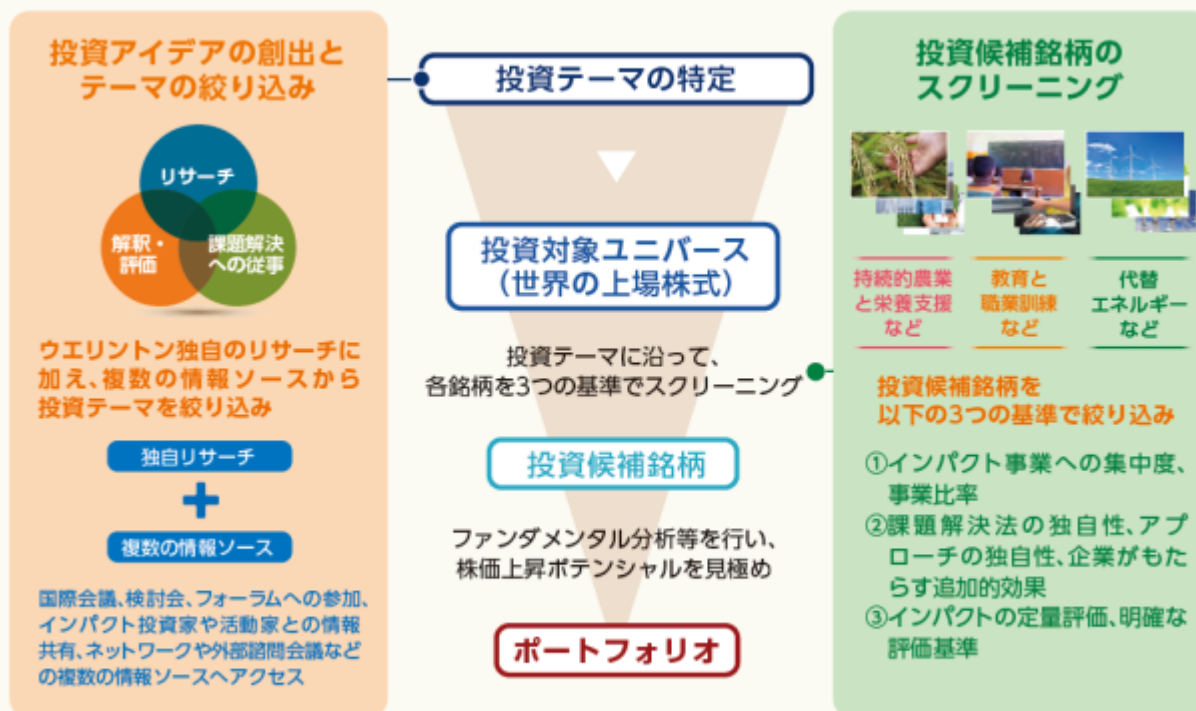 投資アイデアの創出と
テーマの絞り込み
リサーチ
解釈・
評価
課題解決
への従事
ウエリントン独自のリサーチに
加え、複数の情報ソースから
投資テーマを絞り込み
独自リサーチ
+
複数の情報ソース
国際会議、検討会、フォーラムへの参加、
インパクト投資家や活動家との情報
共有、ネットワークや外部諮問会議など
の複数の情報ソースへアクセス
投資テーマの特定
投資対象ユニバース
（世界の上場株式）
投資テーマに沿って、
各銘柄を3つの基準でスクリーニング
投資候補銘柄
ファンダメンタル分析等を行い、
株価上昇ポテンシャルを見極め
ポートフォリオ
投資候補銘柄の
スクリーニング
持続的農業
と栄養支援
など
教育と
職業訓練
など
代替
エネルギー
など
投資候補銘柄を
以下の3つの基準で絞り込み
①インパクト事業への集中度、
事業比率
②課題解決法の独自性、アプ
ローチの独自性、企業がもた
らす追加的効果
③インパクトの定量評価、明確な
評価基準